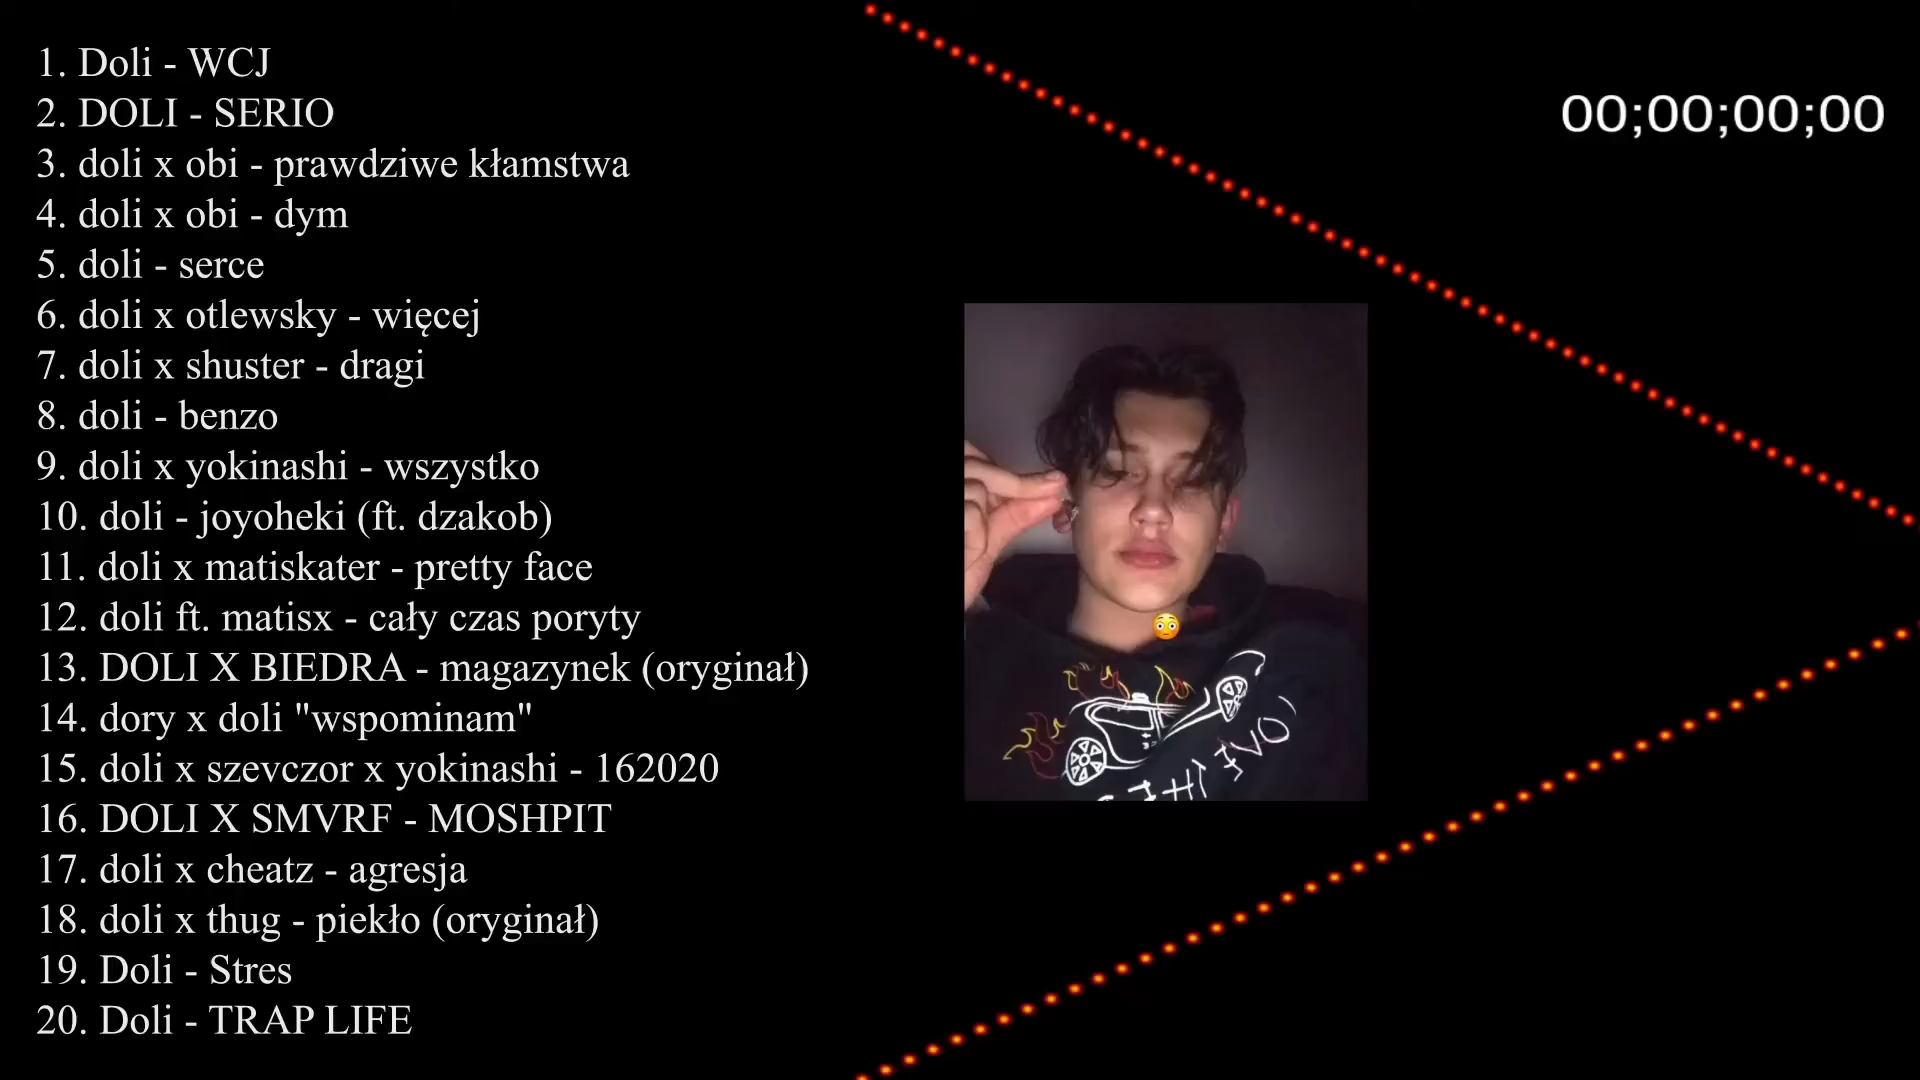 1. Doli - WCJ
2. DOLI - SERIO
3. doli x obi - prawdziwe kłamstwa
4. doli x obi - dym
5. doli - serce
6. doli x otlewsky - więcej
7. doli x shuster - dragi
8. doli - benzo
9. doli x yokinashi - wszystko
10. doli - joyoheki (ft. dzakob)
11. doli x matiskater - pretty face
12. doli ft. matisx - cały czas poryty
13. DOLI X BIEDRA - magazynek (oryginał)
14. dory x doli "wspominam"
15. doli x szevczor x yokinashi - 162020
16. DOLI X SMVRF - MOSHPIT
17. doli x cheatz - agresja
18. doli x thug - piekło (oryginał)
19. Doli - Stres
20. Doli - TRAP LIFE
00;00;00;00